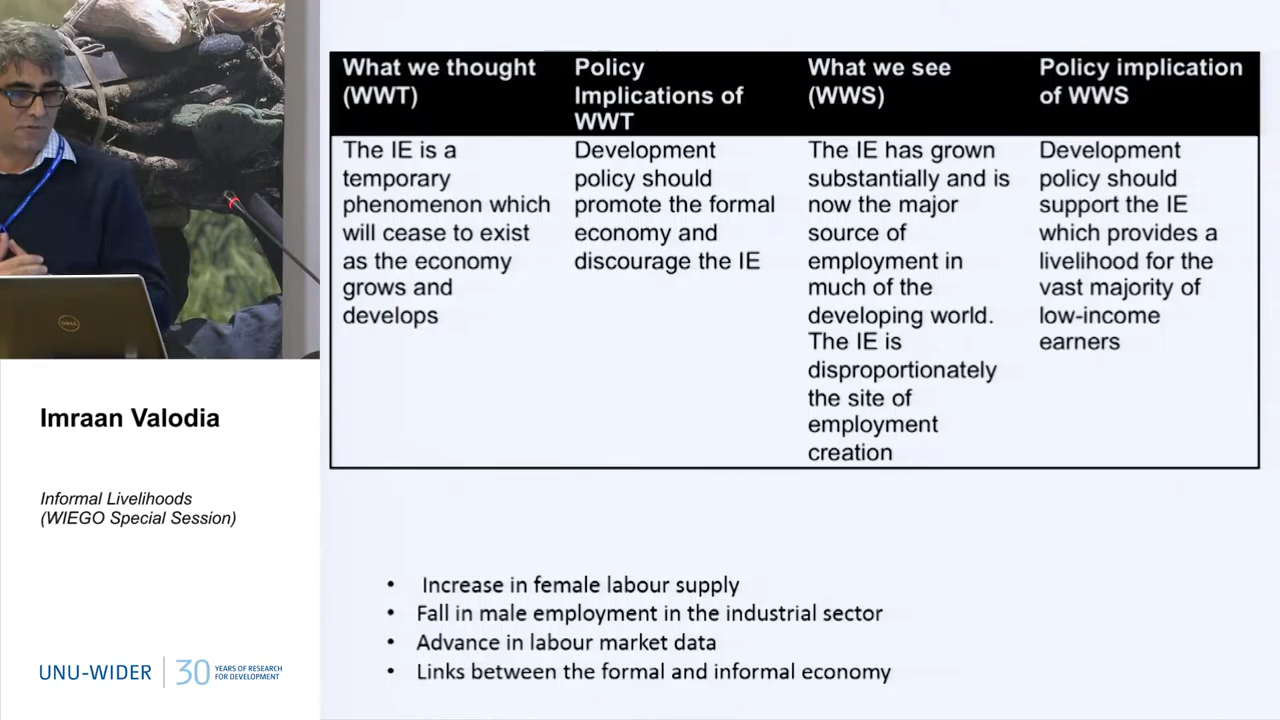 What we thought
(WWT)
Policy
Implications of
WWT
What we see
(WWS)
Policy implication
of WWS
The IE is a
temporary
phenomenon which
will cease to exist
as the economy
grows and
develops
Development
policy should
promote the formal
economy and
discourage the IE
The IE has grown
substantially and is
now the major
source of
employment in
much of the
developing world.
The IE is
disproportionately
the site of
employment
creation
Development
policy should
support the IE
which provides a
livelihood for the
vast majority of
low-income
earners
• Increase in female labour supply
• Fall in male employment in the industrial sector
• Advance in labour market data
• Links between the formal and informal economy
DELL
Imraan Valodia
Informal Livelihoods
(WIEGO Special Session)
UNU-WIDER
30 YEARS OF RESEARCH
FOR DEVELOPMENT